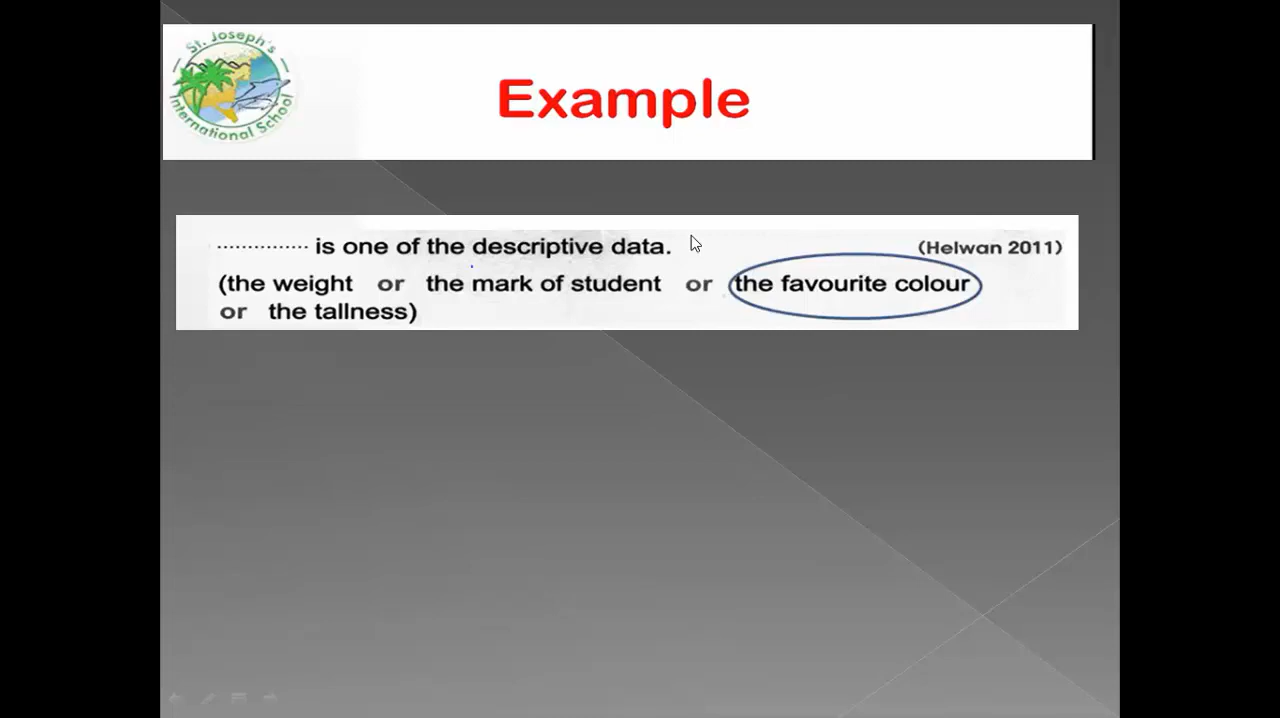 St. Joseph's
International School
Example
............... is one of the descriptive data. (Helwan 2011)
(the weight or the mark of student or the favourite colour
or the tallness)